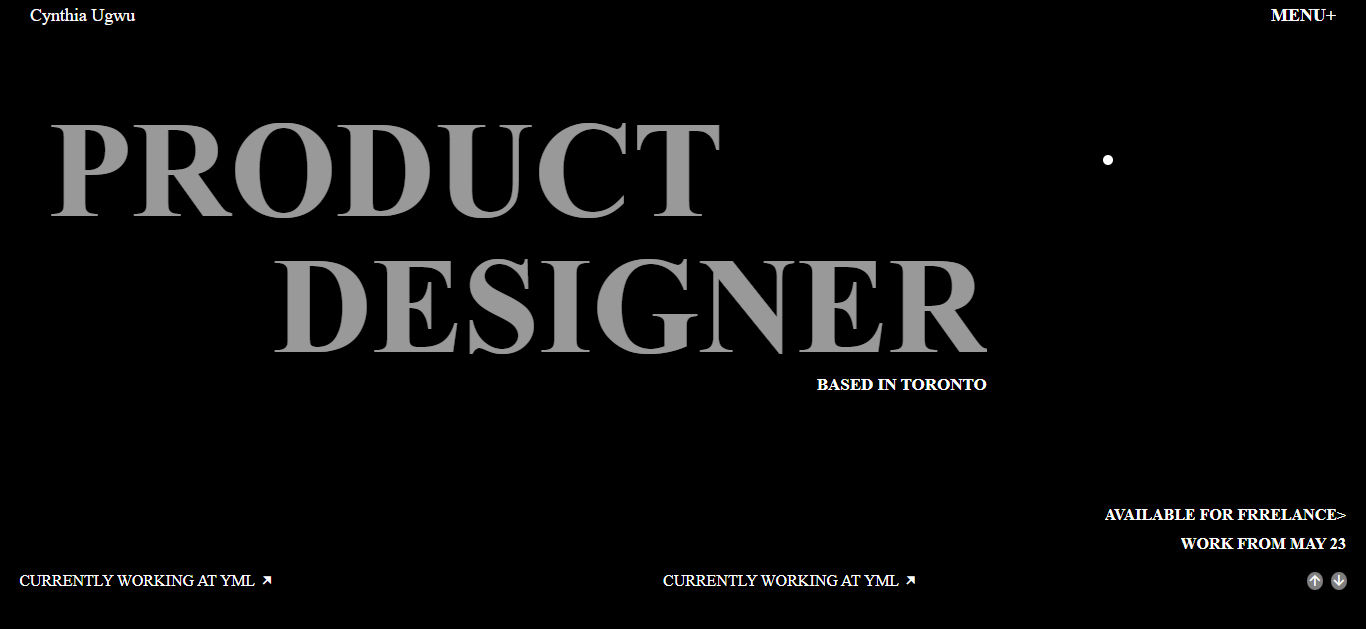 Cynthia Ugwu
MENU+
PRODUCT
DESIGNER
BASED IN TORONTO
AVAILABLE FOR FRRELANCE>
WORK FROM MAY 23
CURRENTLY WORKING AT YML
CURRENTLY WORKING AT YML